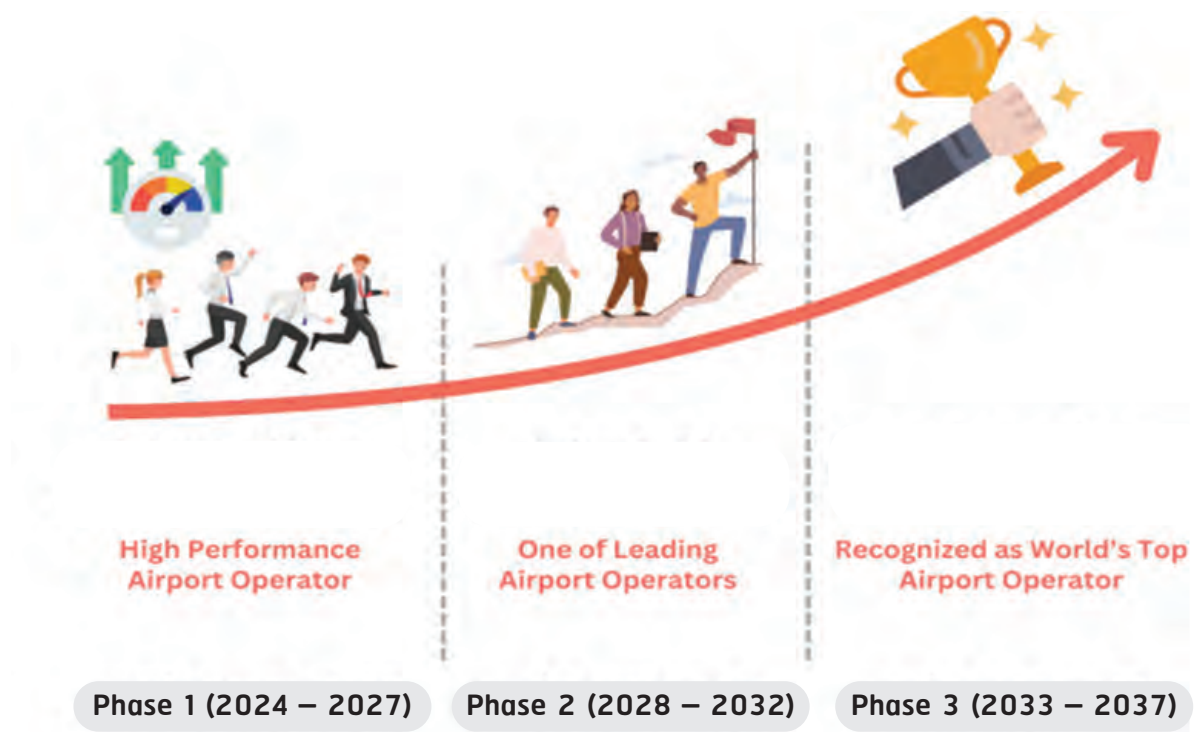 High Performance
Airport Operator
One of Leading
Airport Operators
Recognized as World's Top
Airport Operator
Phase 1 (2024 – 2027)
Phase 2 (2028 – 2032)
Phase 3 (2033 – 2037)